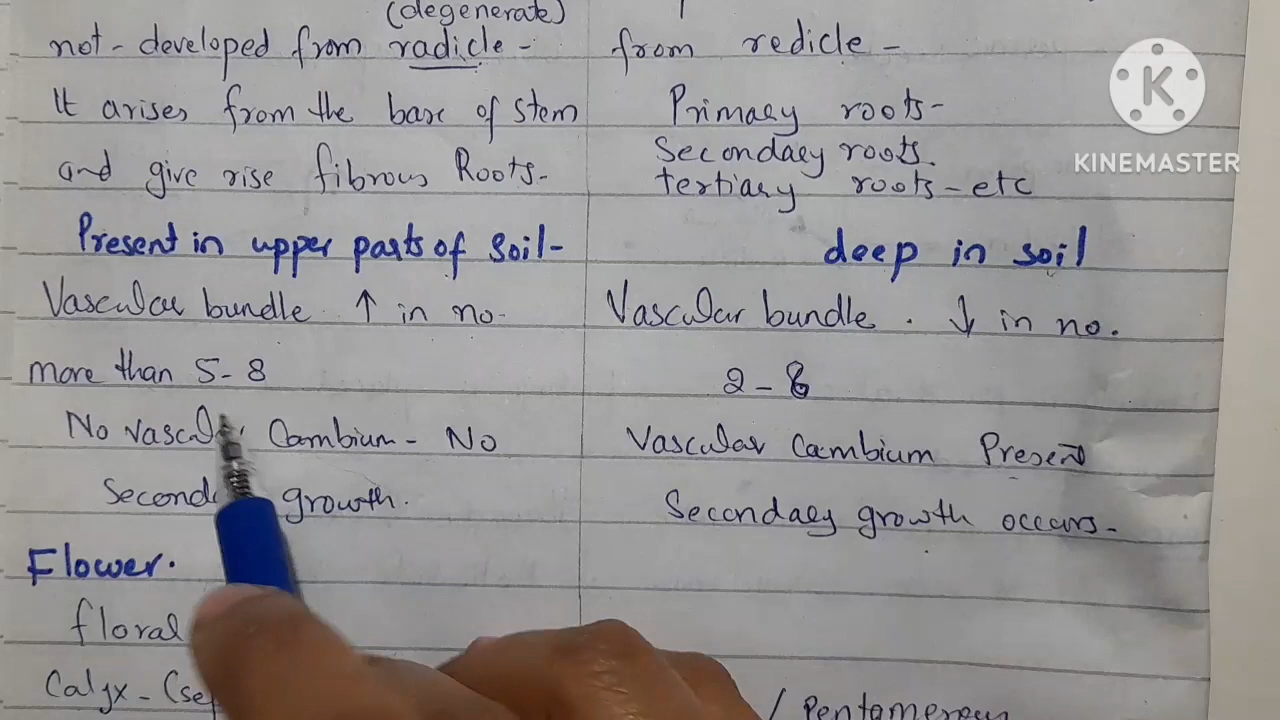 (degenerate)
not-developed from radicle-
It arises from the base of stem
and give rise fibrous Roots-
Present in upper parts of Soil-
Vascular bundle ↑ in no-
more than 5-8
No Cambium- No
growth.
Flower.
floral
Calyx-
from redicle -
Primary roots-
Secondary roots.
tertiary roots-etc
deep in soil
Vascular bundle. ↓ in no.
2-6
Vascular Cambium Present
Secondary growth occurs-
/ Pentamerous
K
KINEMASTER